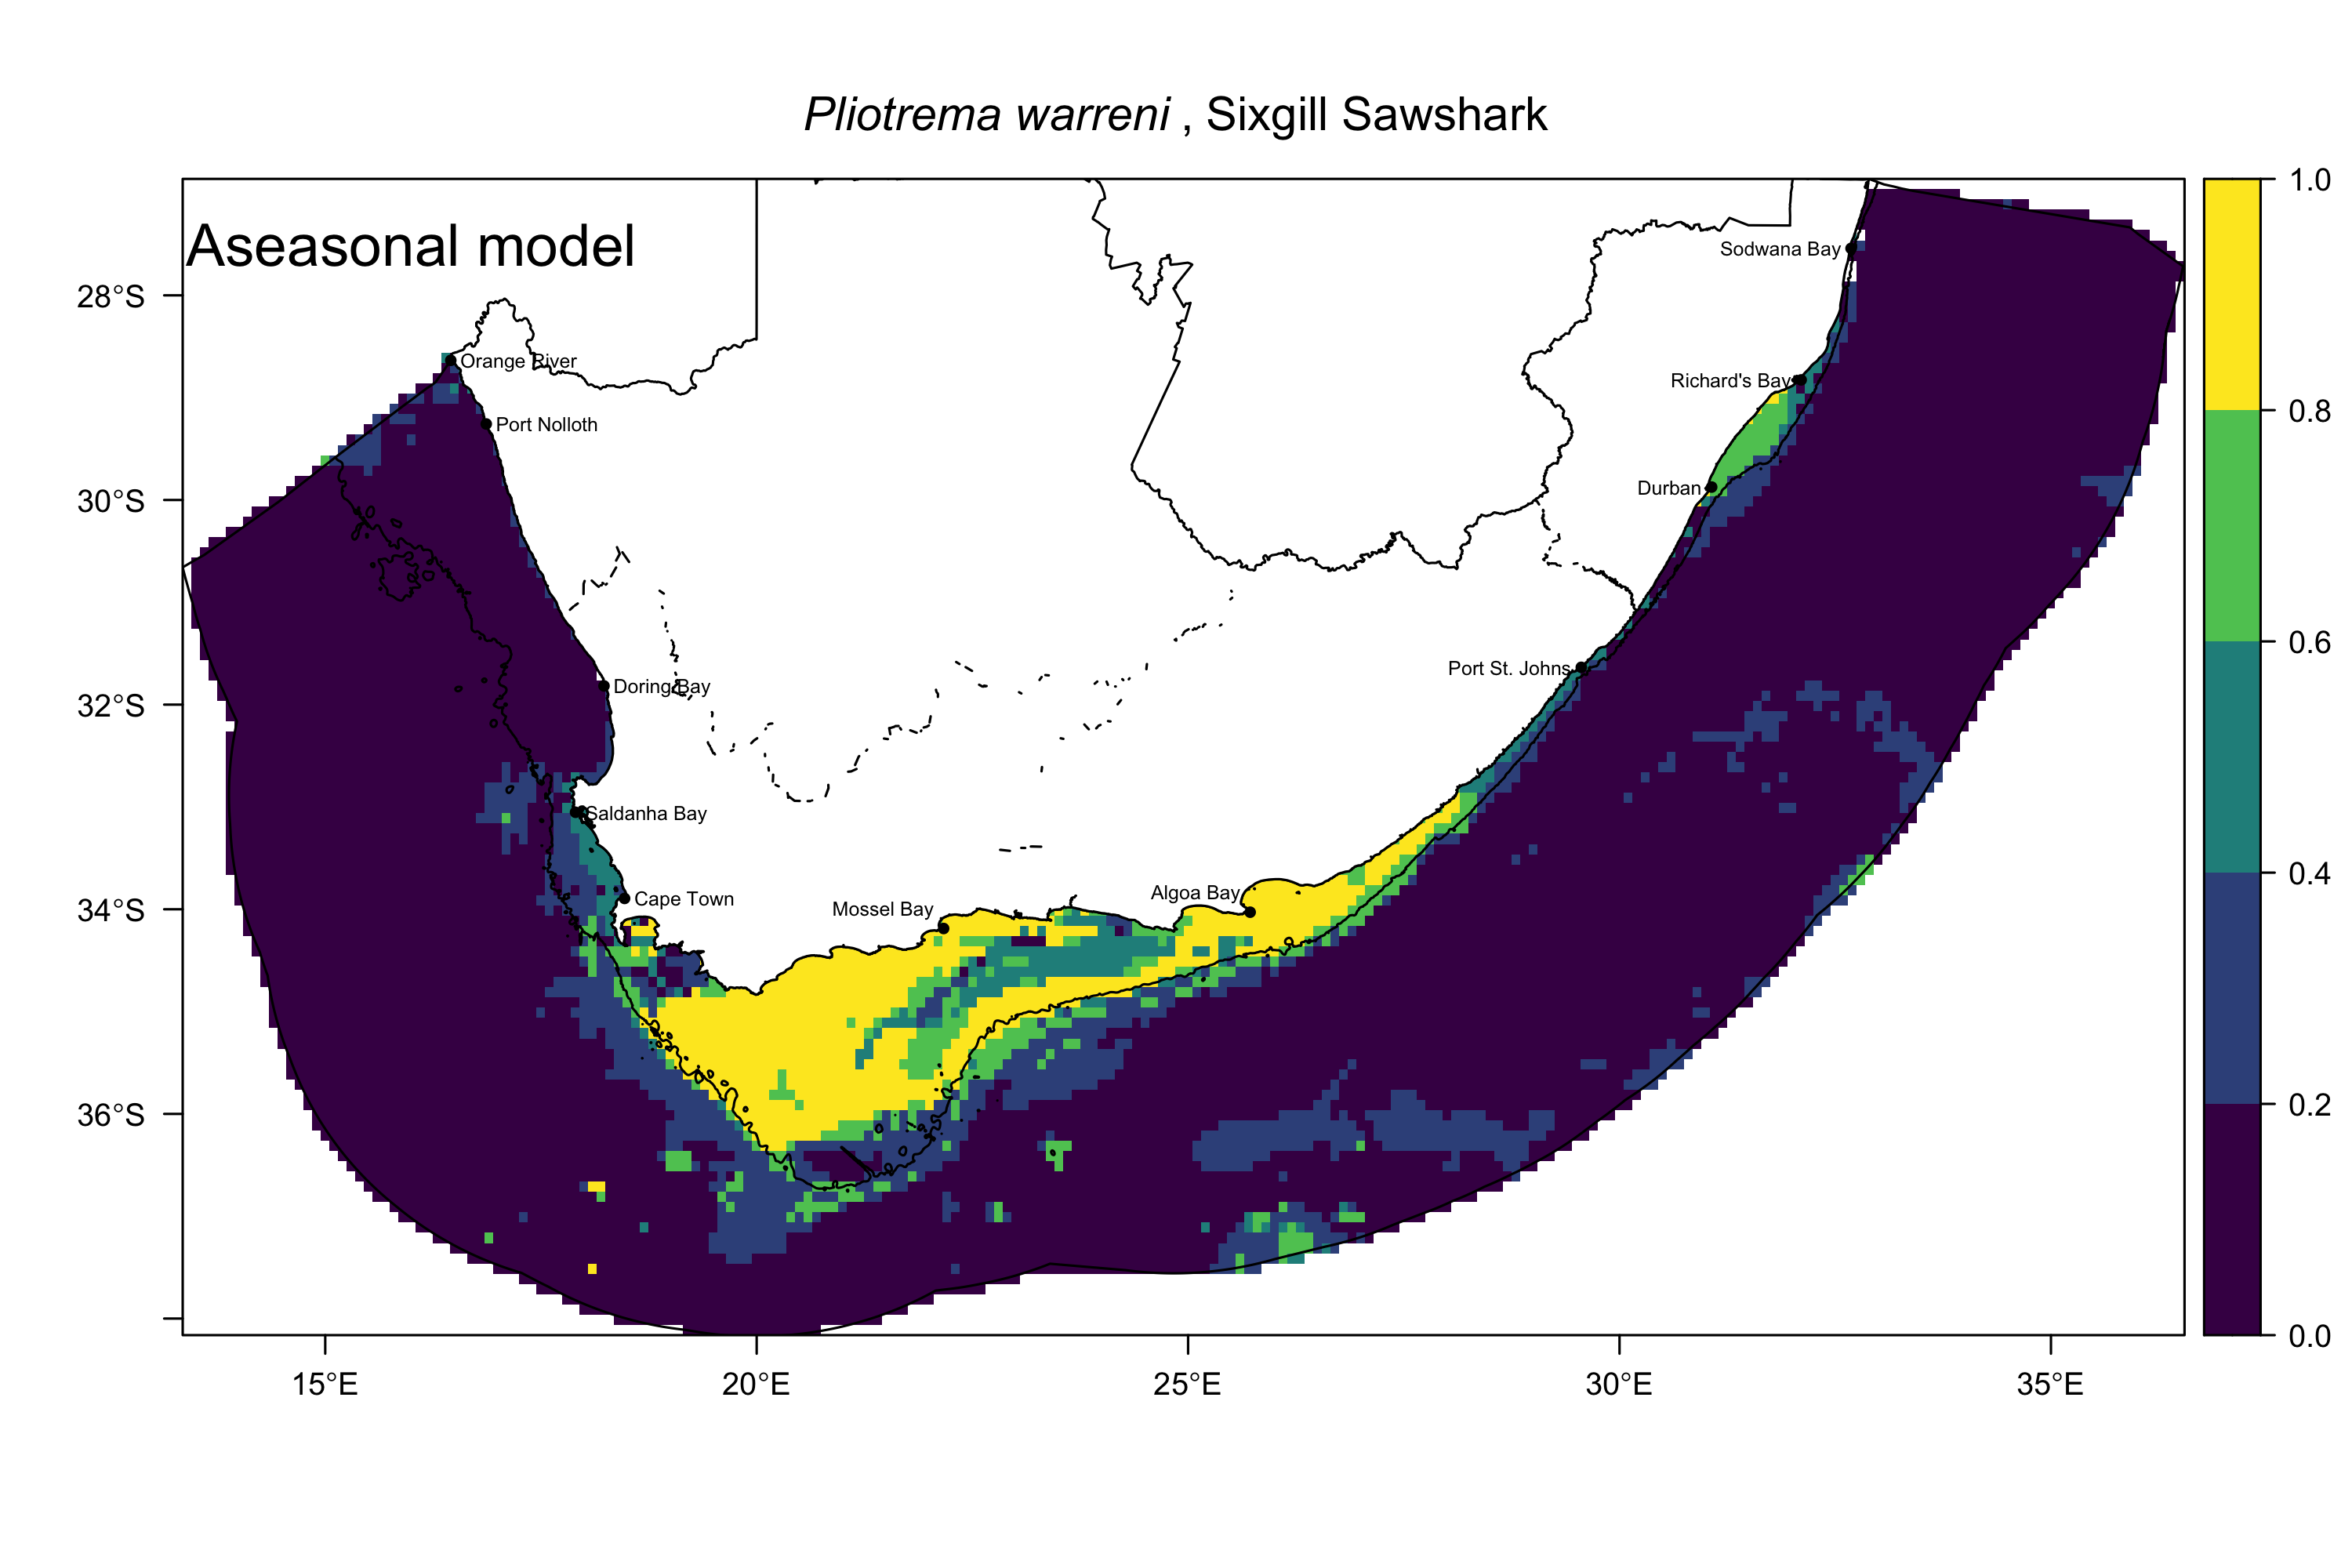 Pliotrema warreni , Sixgill Sawshark
Aseasonal model
1.0
0.8
0.6
0.4
0.2
0.0
28°S
30°S
32°S
34°S
36°S
15°E
20°E
25°E
30°E
35°E
Sodwana Bay
Orange River
Richard's Bay
Port Nolloth
Durban
Port St. Johns
Doring Bay
Saldanha Bay
Cape Town
Algoa Bay
Mossel Bay